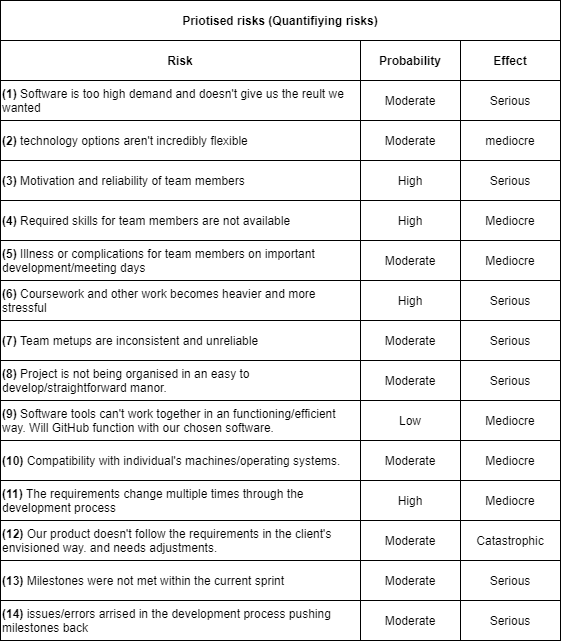 Priotised risks (Quantifiying risks)
Risk Probability Effect
(1) Software is too high demand and doesn't give us the reult we
wanted
Moderate Serious
(2) technology options aren't incredibly flexible Moderate mediocre
(3) Motivation and reliability of team members High Serious
(4) Required skills for team members are not available High Mediocre
(5) Illness or complications for team members on important
development/meeting days
Moderate Mediocre
(6) Coursework and other work becomes heavier and more
stressful
High Serious
(7) Team metups are inconsistent and unreliable Moderate Serious
(8) Project is not being organised in an easy to
develop/straightforward manor.
Moderate Serious
(9) Software tools can't work together in an functioning/efficient
way. Will GitHub function with our chosen software.
Low Mediocre
(10) Compatibility with individual's machines/operating systems. Moderate Mediocre
(11) The requirements change multiple times through the
development process
High Mediocre
(12) Our product doesn't follow the requirements in the client's
envisioned way. and needs adjustments.
Moderate Catastrophic
(13) Milestones were not met within the current sprint Moderate Serious
(14) issues/errors arrised in the development process pushing
milestones back
Moderate Serious